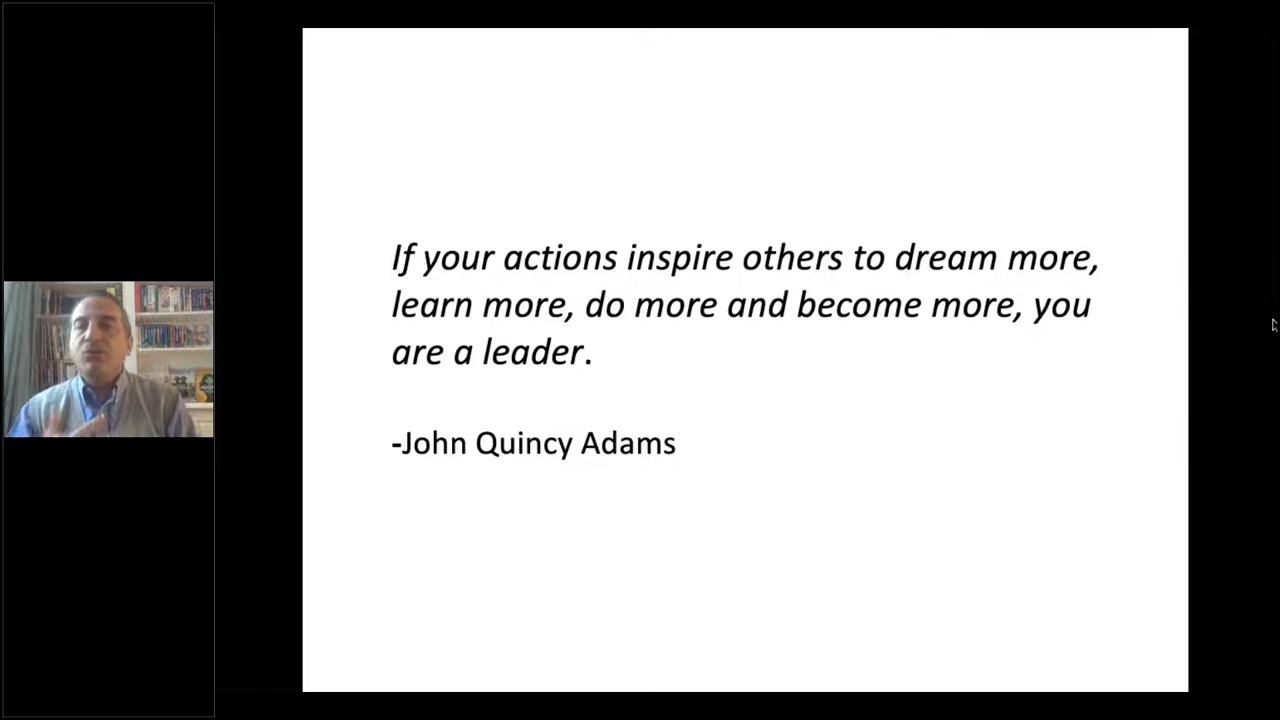 If your actions inspire others to dream more,
learn more, do more and become more, you
are a leader.
-John Quincy Adams